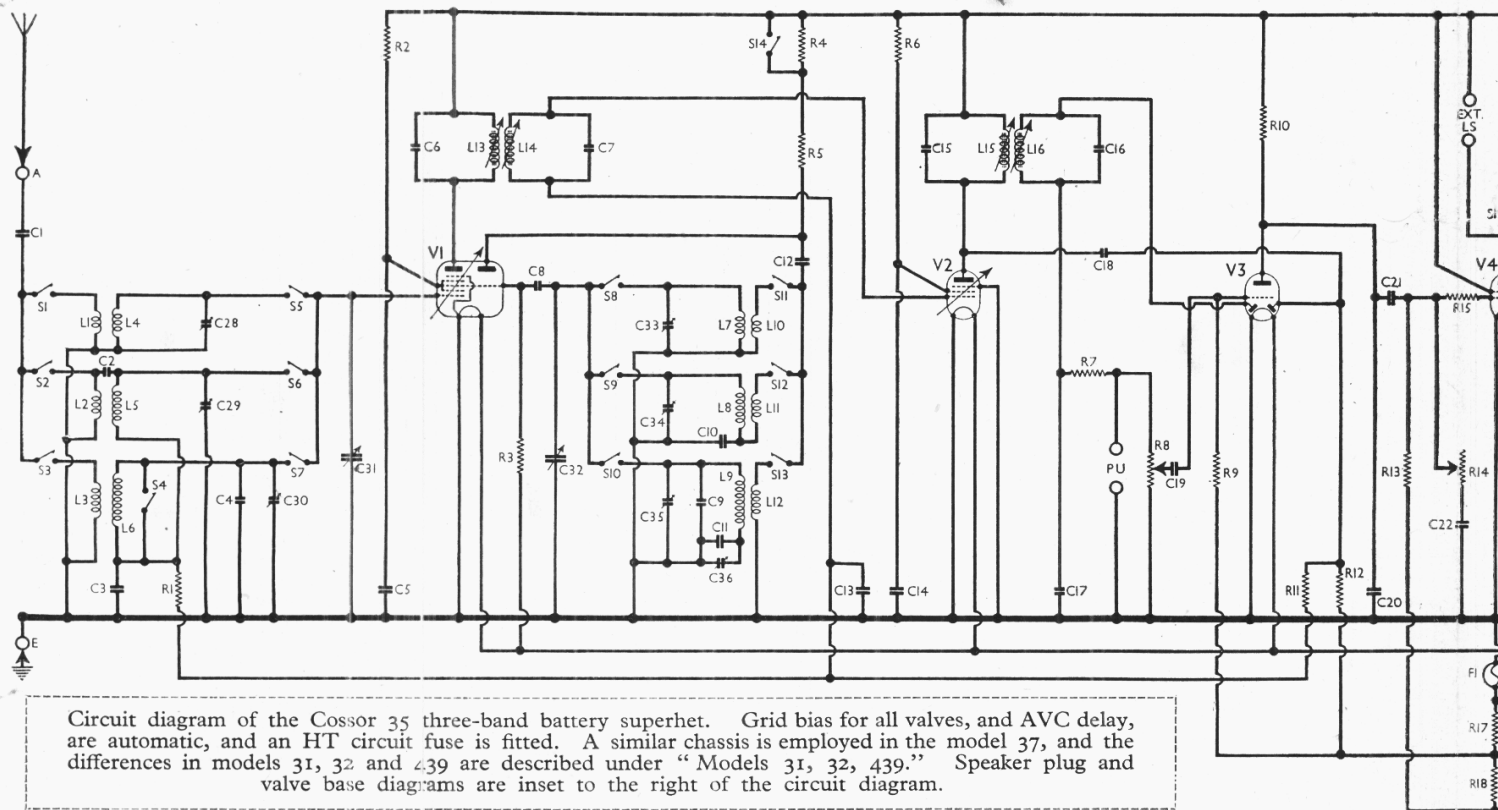 R2
S14
R4
R6
R10
EXT.
LS
C6
L13
L14
C7
R5
C15
L15
L16
C16
A
C1
V1
C8
C12
V2
C18
V3
V4
S1
L1
L4
C28
S5
S8
C33
L7
L10
S11
C21
R15
S2
C2
L2
L5
C29
S6
S9
C34
L8
L11
S12
C10
R7
S3
L3
L6
S4
C4
C30
S7
C31
R3
C32
S10
C35
C9
L9
L12
S13
C11
C36
PU
R8
C19
R9
R13
R14
C22
C3
R1
C5
C13
C14
C17
R11
R12
C20
E
F1
R17
R18
Circuit diagram of the Cossor 35 three-band battery superhet. Grid bias for all valves, and AVC delay,
are automatic, and an HT circuit fuse is fitted. A similar chassis is employed in the model 37, and the
differences in models 31, 32 and 439 are described under “Models 31, 32, 439.” Speaker plug and
valve base diagrams are inset to the right of the circuit diagram.